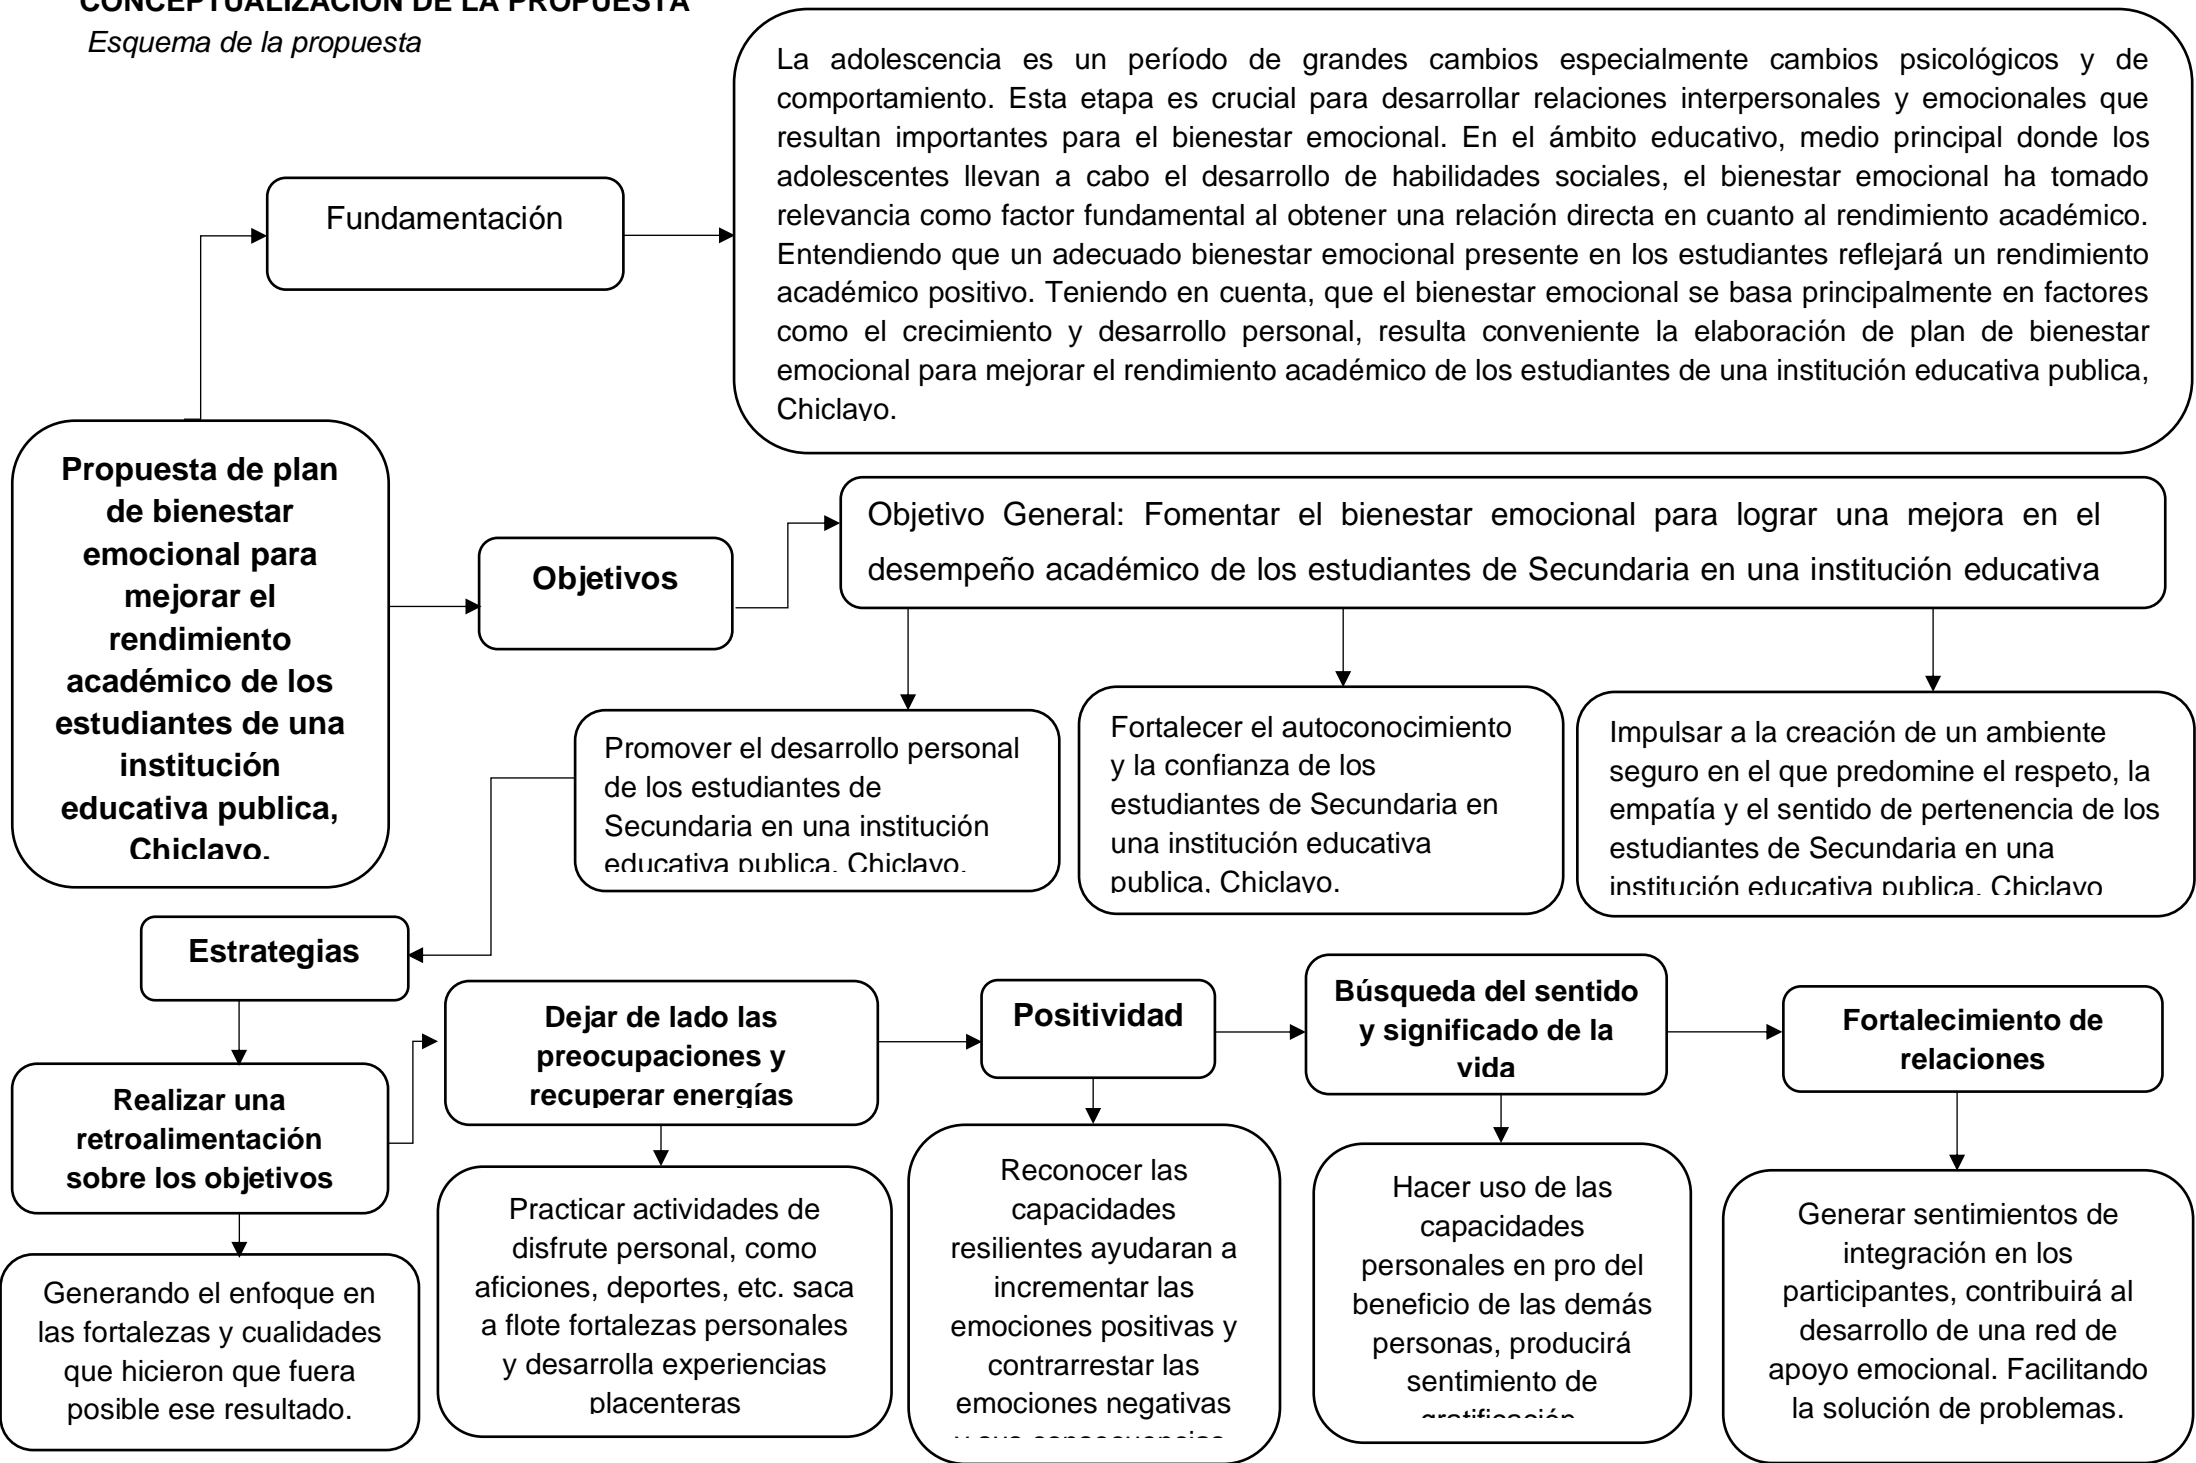 CONCEPTUALIZACIÓN DE LA PROPUESTA
Esquema de la propuesta
La adolescencia es un período de grandes cambios especialmente cambios psicológicos y de
comportamiento. Esta etapa es crucial para desarrollar relaciones interpersonales y emocionales que
resultan importantes para el bienestar emocional. En el ámbito educativo, medio principal donde los
adolescentes llevan a cabo el desarrollo de habilidades sociales, el bienestar emocional ha tomado
relevancia como factor fundamental al obtener una relación directa en cuanto al rendimiento académico.
Entendiendo que un adecuado bienestar emocional presente en los estudiantes reflejará un rendimiento
académico positivo. Teniendo en cuenta, que el bienestar emocional se basa principalmente en factores
como el crecimiento y desarrollo personal, resulta conveniente la elaboración de plan de bienestar
emocional para mejorar el rendimiento académico de los estudiantes de una institución educativa publica,
Chiclayo.
Fundamentación
Propuesta de plan
de bienestar
emocional para
mejorar el
rendimiento
académico de los
estudiantes de una
institución
educativa publica,
Chiclayo.
Objetivos
Objetivo General: Fomentar el bienestar emocional para lograr una mejora en el
desempeño académico de los estudiantes de Secundaria en una institución educativa
Promover el desarrollo personal
de los estudiantes de
Secundaria en una institución
educativa publica, Chiclayo.
Fortalecer el autoconocimiento
y la confianza de los
estudiantes de Secundaria en
una institución educativa
publica, Chiclayo.
Impulsar a la creación de un ambiente
seguro en el que predomine el respeto, la
empatía y el sentido de pertenencia de los
estudiantes de Secundaria en una
institución educativa publica, Chiclayo
Estrategias
Realizar una
retroalimentación
sobre los objetivos
Generando el enfoque en
las fortalezas y cualidades
que hicieron que fuera
posible ese resultado.
Dejar de lado las
preocupaciones y
recuperar energías
Practicar actividades de
disfrute personal, como
aficiones, deportes, etc. saca
a flote fortalezas personales
y desarrolla experiencias
placenteras
Positividad
Reconocer las
capacidades
resilientes ayudaran a
incrementar las
emociones positivas y
contrarrestar las
emociones negativas
y sus consecuencias.
Búsqueda del sentido
y significado de la
vida
Hacer uso de las
capacidades
personales en pro del
beneficio de las demás
personas, producirá
sentimiento de
gratificación
Fortalecimiento de
relaciones
Generar sentimientos de
integración en los
participantes, contribuirá al
desarrollo de una red de
apoyo emocional. Facilitando
la solución de problemas.